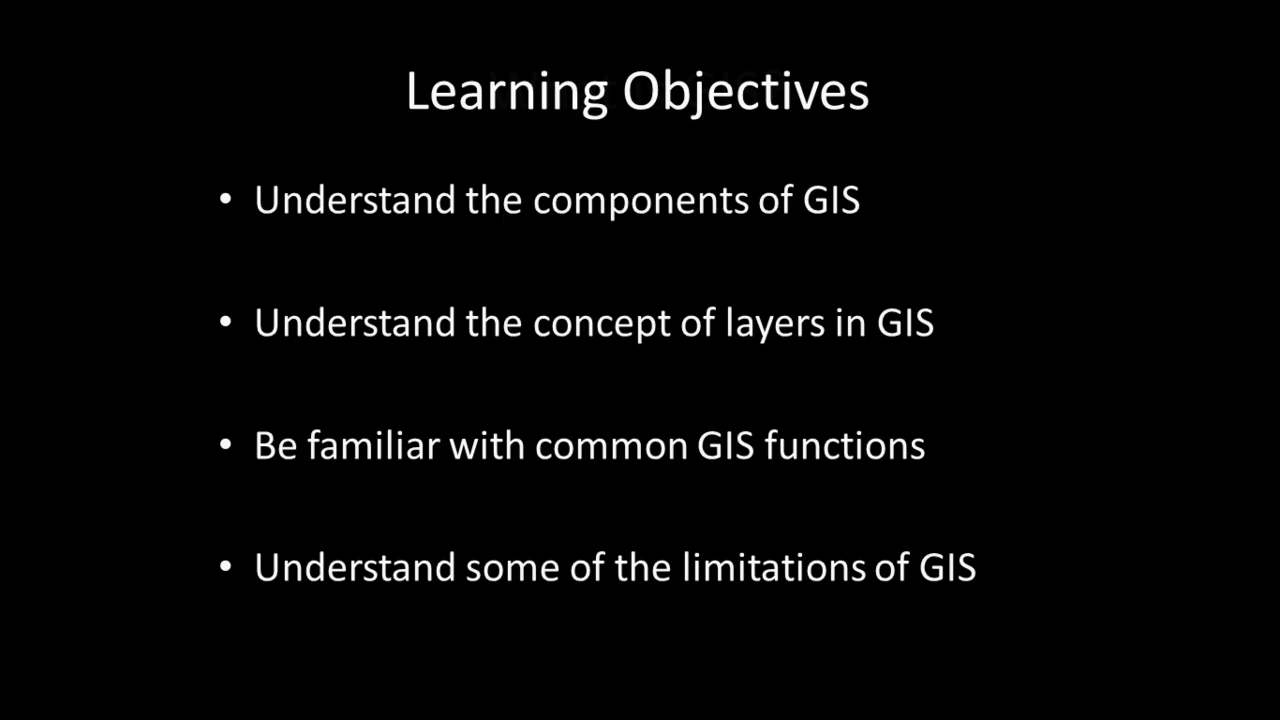 Learning Objectives
• Understand the components of GIS
• Understand the concept of layers in GIS
• Be familiar with common GIS functions
• Understand some of the limitations of GIS